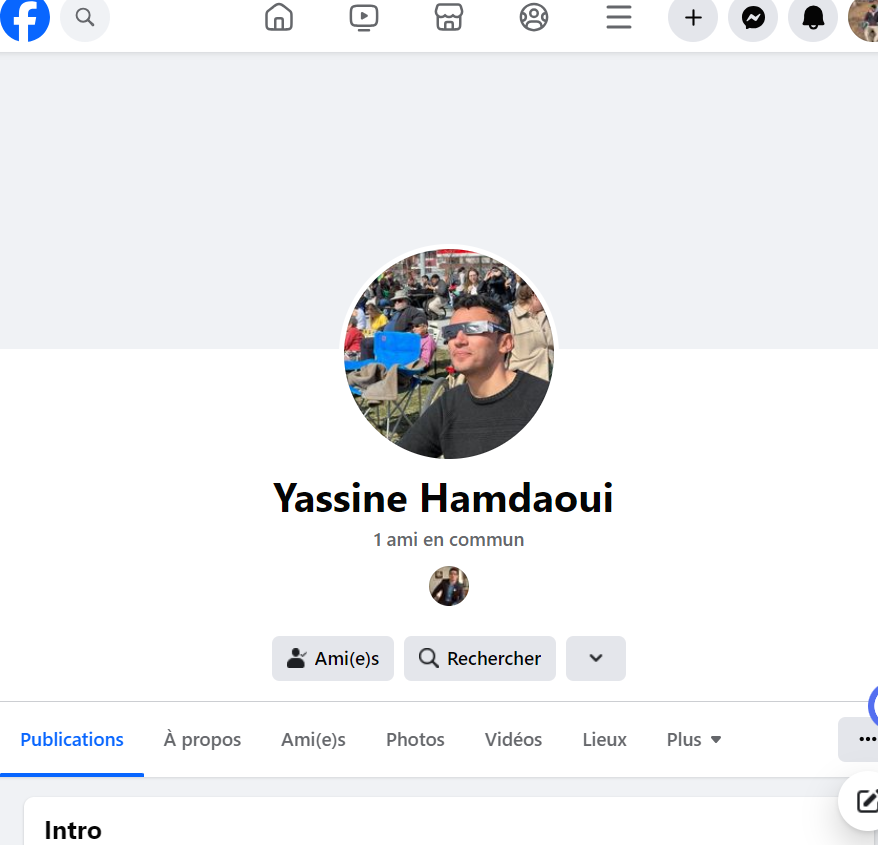 Yassine Hamdaoui
1 ami en commun
Ami(e)s
Rechercher
Publications
À propos
Ami(e)s
Photos
Vidéos
Lieux
Plus
Intro